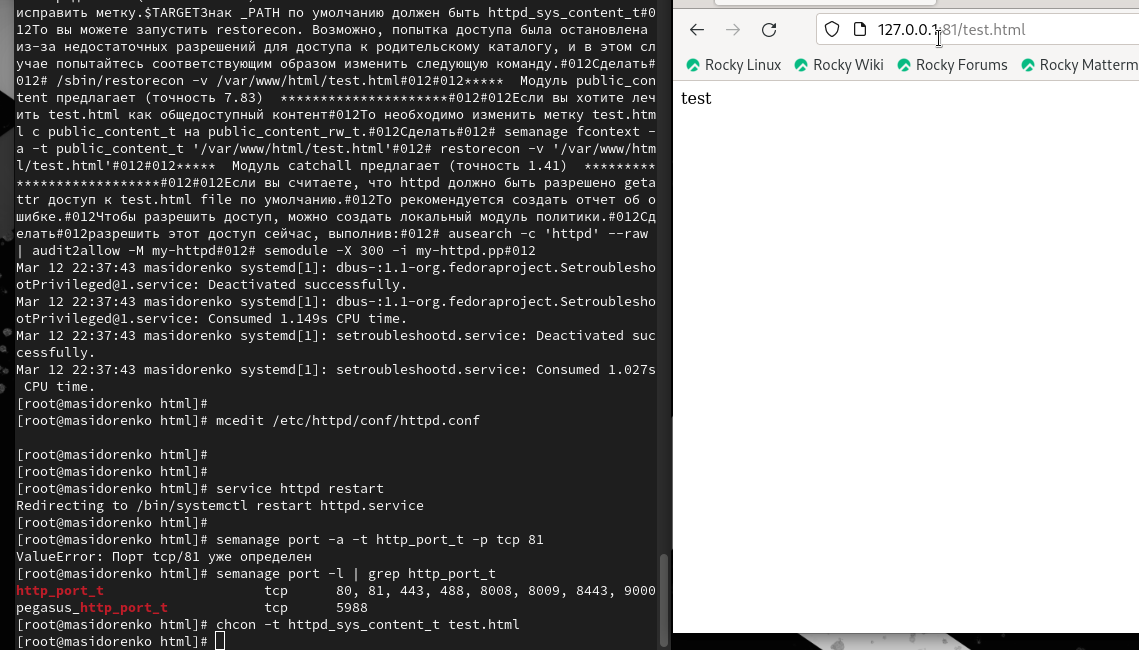 исправить метку.$TARGETЗнак _PATH по умолчанию должен быть httpd_sys_content_t#0
12То вы можете запустить restorecon. Возможно, попытка доступа была остановлена
из-за недостаточных разрешений для доступа к родительскому каталогу, и в этом сл
учае попытайтесь соответствующим образом изменить следующую команду.#012Сделать#
012# /sbin/restorecon -v /var/www/html/test.html#012#012*****  Модуль public_con
tent предлагает (точность 7.83)  *********************#012#012Если вы хотите леч
ить test.html как общедоступный контент#012То необходимо изменить метку test.htm
l с public_content_t на public_content_rw_t.#012Сделать#012# semanage fcontext -
a -t public_content_t '/var/www/html/test.html'#012# restorecon -v '/var/www/htm
l/test.html'#012#012*****  Модуль catchall предлагает (точность 1.41)  *********
******************#012#012Если вы считаете, что httpd должно быть разрешено geta
ttr доступ к test.html file по умолчанию.#012То рекомендуется создать отчет об о
шибке.#012Чтобы разрешить доступ, можно создать локальный модуль политики.#012Сд
елать#012разрешить этот доступ сейчас, выполнив:#012# ausearch -c 'httpd' --raw
| audit2allow -M my-httpd#012# semodule -X 300 -i my-httpd.pp#012
Mar 12 22:37:43 masidorenko systemd[1]: dbus-:1.1-org.fedoraproject.Setroublesho
otPrivileged@1.service: Deactivated successfully.
Mar 12 22:37:43 masidorenko systemd[1]: dbus-:1.1-org.fedoraproject.Setroublesho
otPrivileged@1.service: Consumed 1.149s CPU time.
Mar 12 22:37:43 masidorenko systemd[1]: setroubleshootd.service: Deactivated suc
cessfully.
Mar 12 22:37:43 masidorenko systemd[1]: setroubleshootd.service: Consumed 1.027s
 CPU time.
[root@masidorenko html]#
[root@masidorenko html]# mcedit /etc/httpd/conf/httpd.conf
[root@masidorenko html]#
[root@masidorenko html]#
[root@masidorenko html]# service httpd restart
Redirecting to /bin/systemctl restart httpd.service
[root@masidorenko html]#
[root@masidorenko html]# semanage port -a -t http_port_t -p tcp 81
ValueError: Порт tcp/81 уже определен
[root@masidorenko html]# semanage port -l | grep http_port_t
http_port_t                    tcp      80, 81, 443, 488, 8008, 8009, 8443, 9000
pegasus_http_port_t            tcp      5988
[root@masidorenko html]# chcon -t httpd_sys_content_t test.html
[root@masidorenko html]#
127.0.0.1:81/test.html
Rocky Linux Rocky Wiki Rocky Forums Rocky Matterm
test